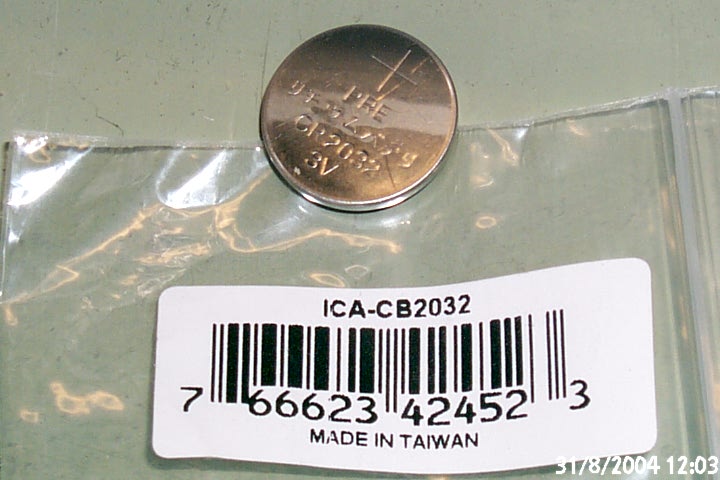 +
PRE
CR2032
3V
ICA-CB2032
7 66623 42452 3
MADE IN TAIWAN
31/8/2004 12:03